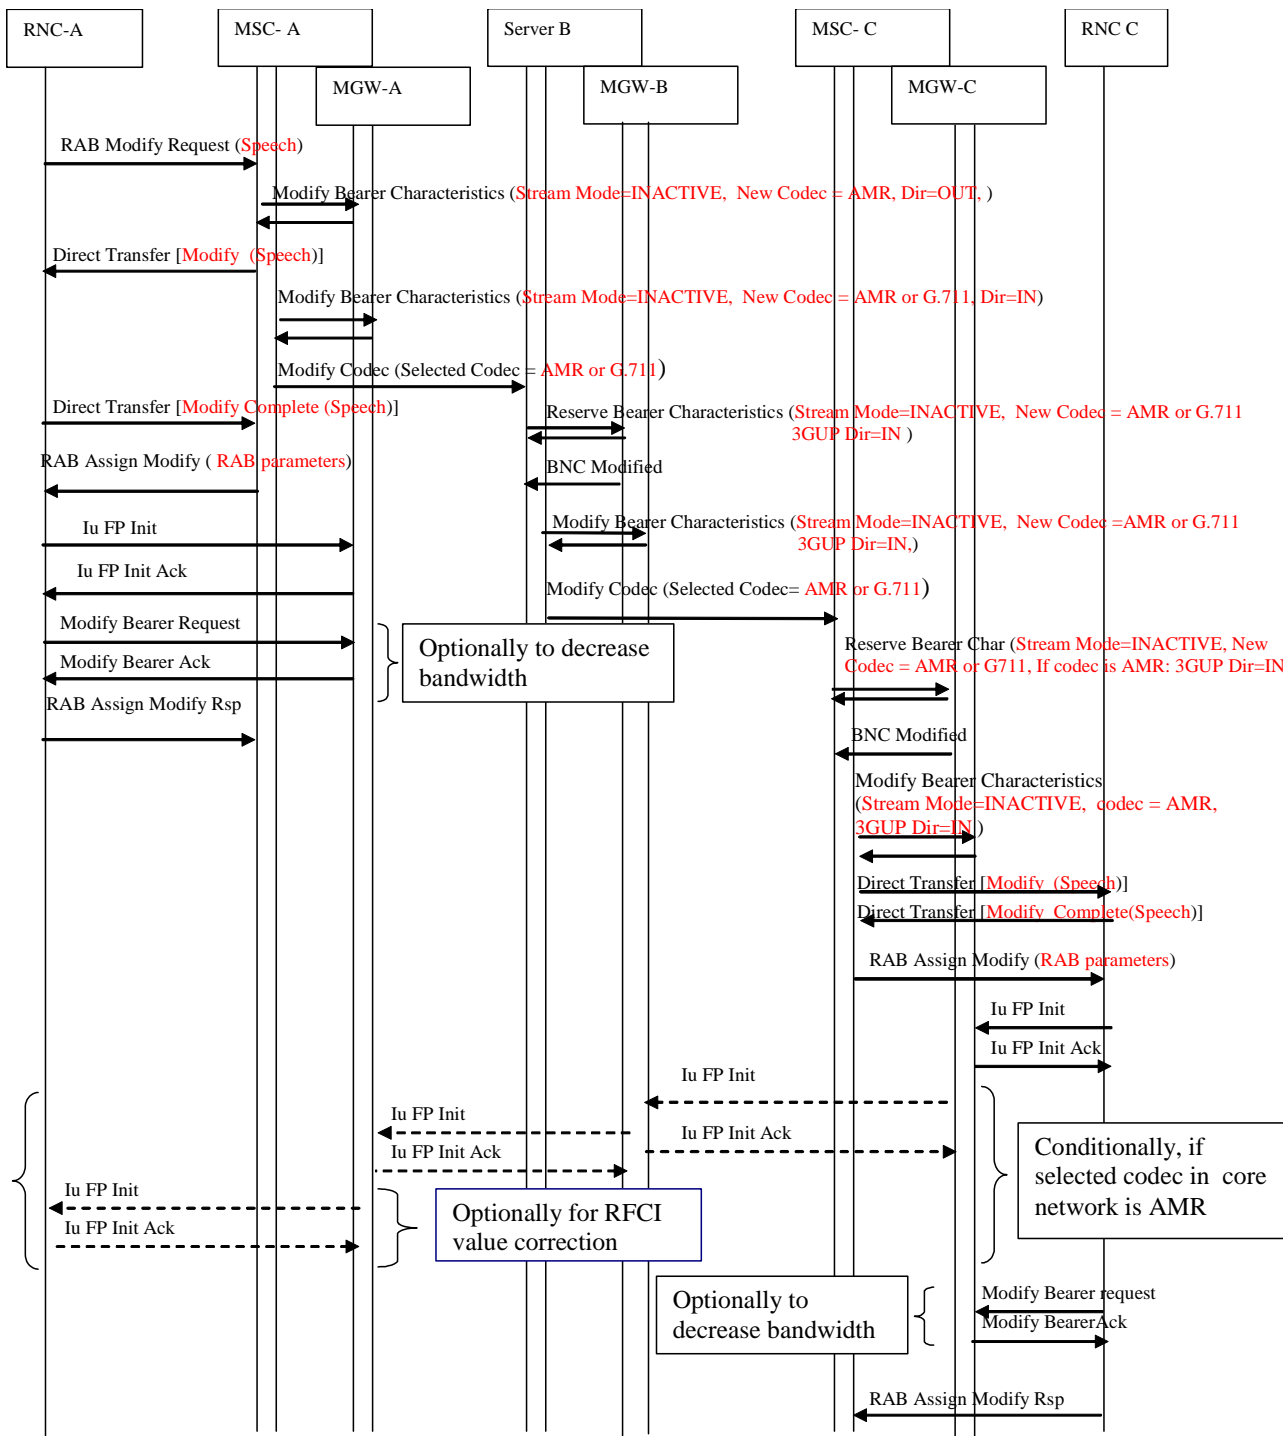 RNC-A
MSC- A
Server B
MSC- C
RNC C
MGW-A
MGW-B
MGW-C
RAB Modify Request (Speech)
Modify Bearer Characteristics (Stream Mode=INACTIVE,  New Codec = AMR, Dir=OUT, )
Direct Transfer [Modify  (Speech)]
Modify Bearer Characteristics (Stream Mode=INACTIVE,  New Codec = AMR or G.711, Dir=IN)
Modify Codec (Selected Codec = AMR or G.711)
Direct Transfer [Modify Complete (Speech)]
Reserve Bearer Characteristics (Stream Mode=INACTIVE,  New Codec = AMR or G.711
3GUP Dir=IN )
RAB Assign Modify ( RAB parameters)
BNC Modified
Iu FP Init
Modify Bearer Characteristics (Stream Mode=INACTIVE,  New Codec =AMR or G.711
3GUP Dir=IN,)
Iu FP Init Ack
Modify Codec (Selected Codec= AMR or G.711)
Modify Bearer Request
Optionally to decrease
bandwidth
Modify Bearer Ack
Reserve Bearer Char (Stream Mode=INACTIVE, New
Codec = AMR or G711, If codec is AMR: 3GUP Dir=IN
RAB Assign Modify Rsp
BNC Modified
Modify Bearer Characteristics
(Stream Mode=INACTIVE,  codec = AMR,
3GUP Dir=IN )
Direct Transfer [Modify  (Speech)]
Direct Transfer [Modify  Complete(Speech)]
RAB Assign Modify (RAB parameters)
Iu FP Init
Iu FP Init Ack
Iu FP Init
Iu FP Init
Iu FP Init Ack
Iu FP Init Ack
Conditionally, if
selected codec in  core
network is AMR
Iu FP Init
Iu FP Init Ack
Optionally for RFCI
value correction
Optionally to
decrease bandwidth
Modify Bearer request
Modify BearerAck
RAB Assign Modify Rsp